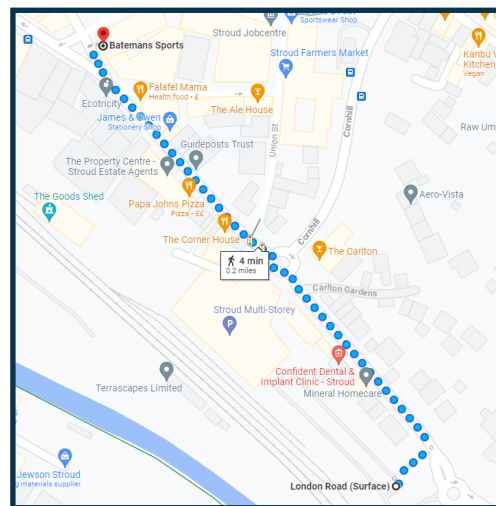 Stroud Jobcentre
Sportswear Shop
Batemans Sports
Stroud Farmers Market
Karibu
Kitchen
Vegan
Falafel Mama
Health food · £
Ecotricity
The Ale House
James & Owen
Stationery Shop
Union St
Cornhill
Raw
Guideposts Trust
The Property Centre -
Stroud Estate Agents
Aero-Vista
The Goods Shed
Papa Johns Pizza
Pizza · ££
Cornhill
The Corner House
The Carlton
4 min
0.2 miles
Carlton Gardens
Stroud Multi-Storey
P
Confident Dental &
Implant Clinic - Stroud
Mineral Homecare
Terrascapes Limited
Jewson Stroud
materials supplier
London Road (Surface)